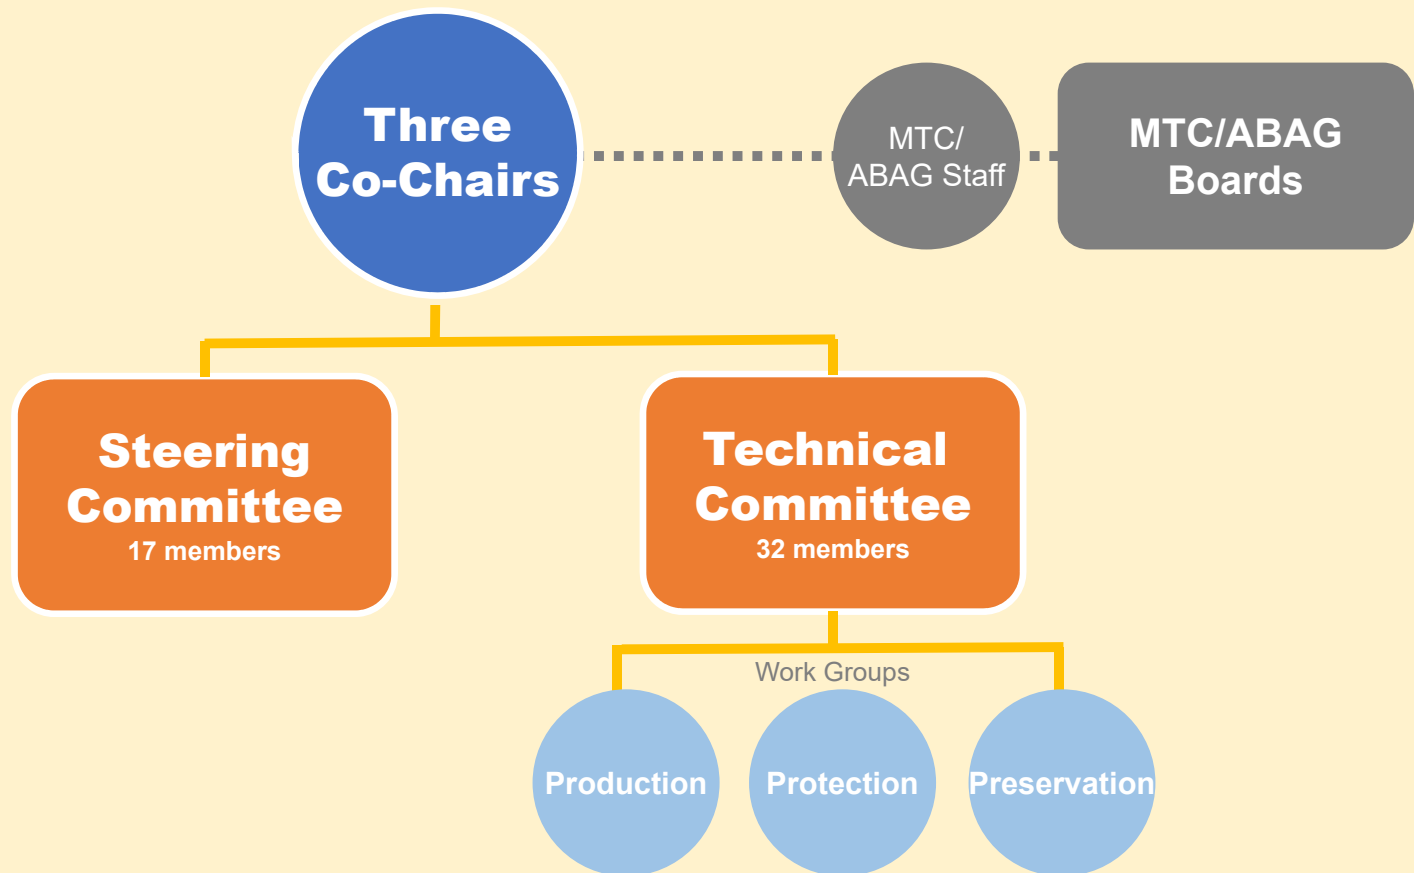 Three
Co-Chairs
MTC/
ABAG Staff
MTC/ABAG
Boards
Steering
Committee
17 members
Technical
Committee
32 members
Work Groups
Production
Protection
Preservation